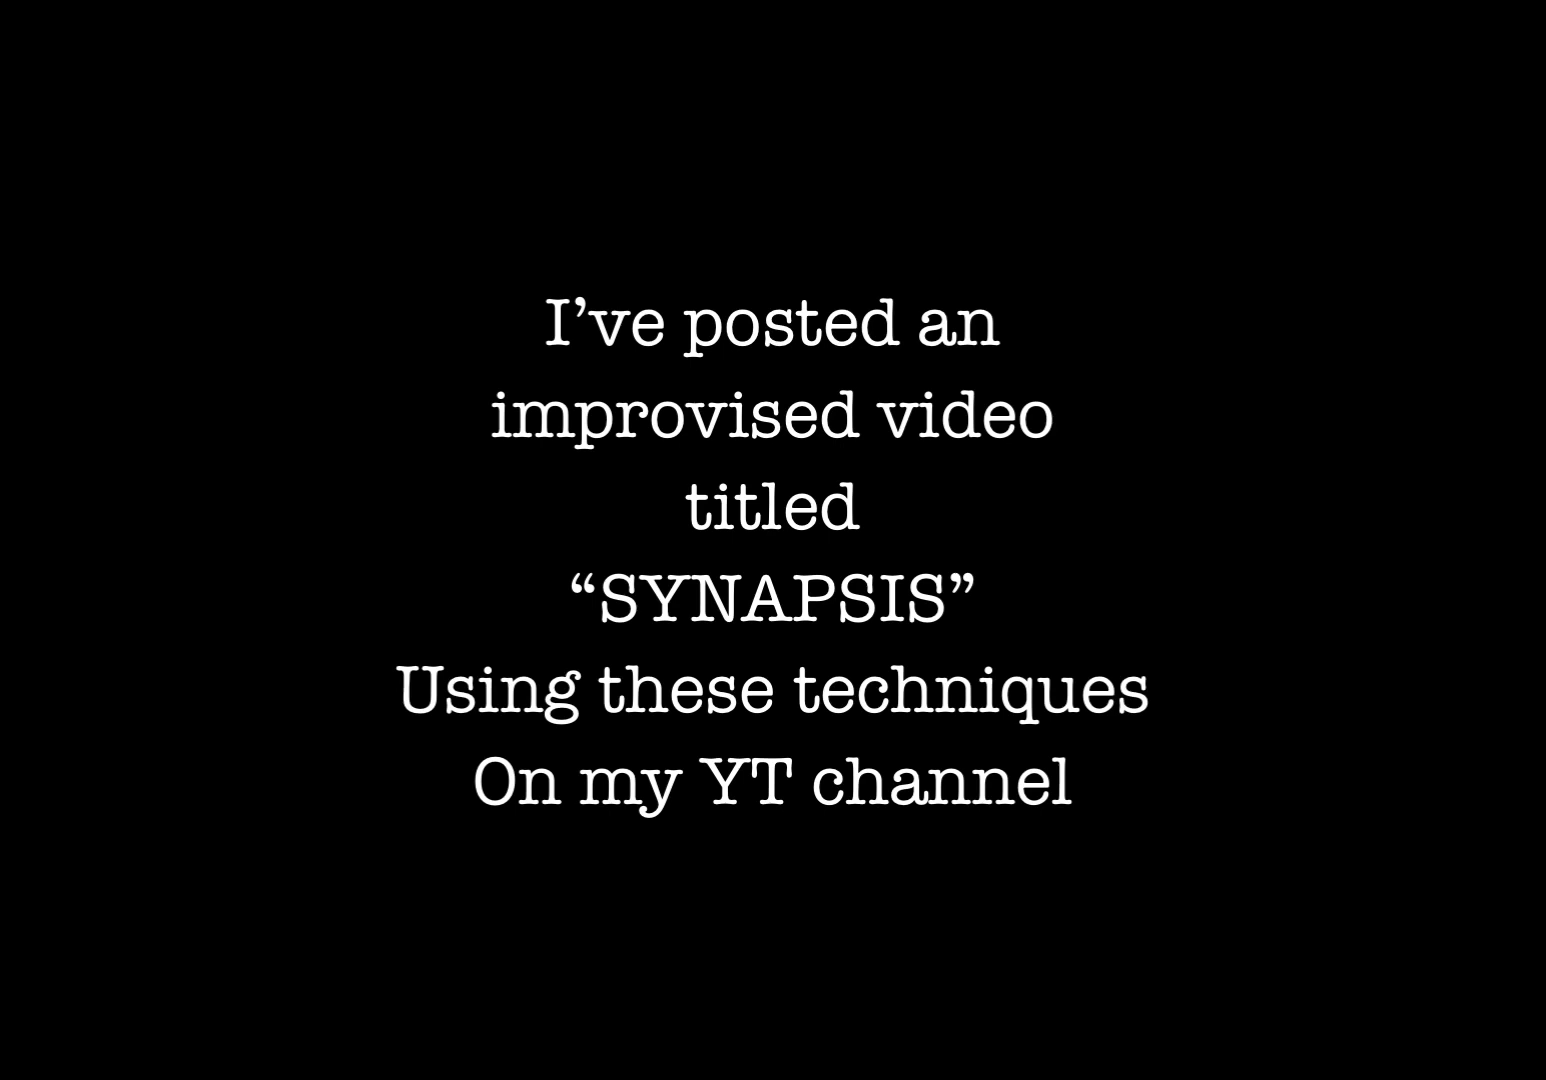 I’ve posted an
improvised video
titled
“SYNAPSIS”
Using these techniques
On my YT channel